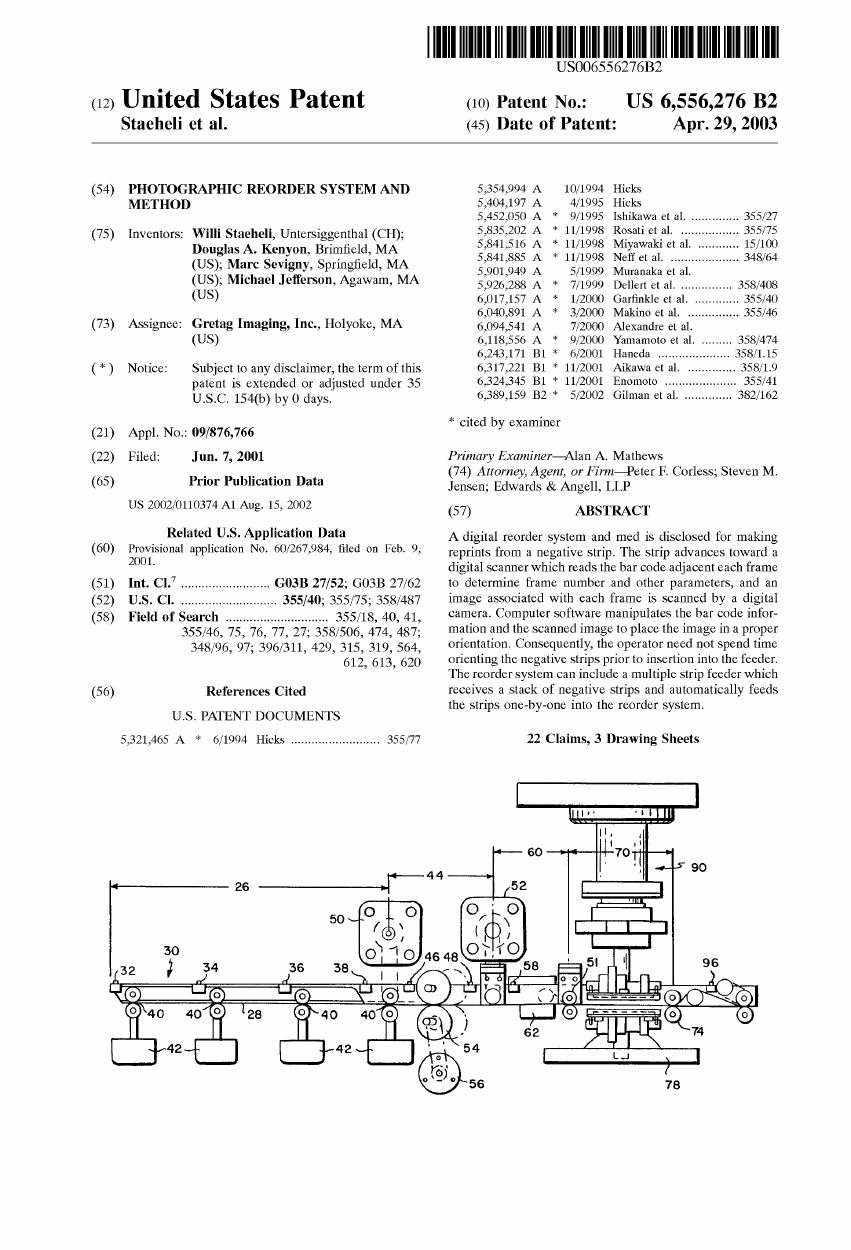 US006556276B2
(12) United States Patent
Staeheli et al.
(10) Patent No.: US 6,556,276 B2
(45) Date of Patent: Apr. 29, 2003
(54) PHOTOGRAPHIC REORDER SYSTEM AND
METHOD
(75) Inventors: Willi Staeheli, Untersiggenthal (CH);
Douglas A. Kenyon, Brimfield, MA
(US); Marc Sevigny, Springfield, MA
(US); Michael Jefferson, Agawam, MA
(US)
(73) Assignee: Gretag Imaging, Inc., Holyoke, MA
(US)
( * ) Notice: Subject to any disclaimer, the term of this
patent is extended or adjusted under 35
U.S.C. 154(b) by 0 days.
(21) Appl. No.: 09/876,766
(22) Filed: Jun. 7, 2001
(65) Prior Publication Data
US 2002/0110374 A1 Aug. 15, 2002
Related U.S. Application Data
(60) Provisional application No. 60/267,984, filed on Feb. 9,
2001.
(51) Int. Cl.7 .......................... G03B 27/52; G03B 27/62
(52) U.S. Cl. ............................ 355/40; 355/75; 358/487
(58) Field of Search .............................. 355/18, 40, 41,
355/46, 75, 76, 77, 27; 358/506, 474, 487;
348/96, 97; 396/311, 429, 315, 319, 564,
612, 613, 620
(56) References Cited
U.S. PATENT DOCUMENTS
5,321,465 A * 6/1994 Hicks .......................... 355/77
5,354,994 A 10/1994 Hicks
5,404,197 A 4/1995 Hicks
5,452,050 A * 9/1995 Ishikawa et al. .............. 355/27
5,835,202 A * 11/1998 Rosati et al. ................. 355/75
5,841,516 A * 11/1998 Miyawaki et al. ............ 15/100
5,841,885 A * 11/1998 Neff et al. .................... 348/64
5,901,949 A 5/1999 Muranaka et al.
5,926,288 A * 7/1999 Dellert et al. ............... 358/408
6,017,157 A * 1/2000 Garfinkle et al. ............. 355/40
6,040,891 A * 3/2000 Makino et al. ............... 355/46
6,094,541 A 7/2000 Alexandre et al.
6,118,556 A * 9/2000 Yamamoto et al. ......... 358/474
6,243,171 B1 * 6/2001 Haneda ..................... 358/1.15
6,317,221 B1 * 11/2001 Aikawa et al. .............. 358/1.9
6,324,345 B1 * 11/2001 Enomoto ..................... 355/41
6,389,159 B2 * 5/2002 Gilman et al. .............. 382/162
* cited by examiner
Primary Examiner—Alan A. Mathews
(74) Attorney, Agent, or Firm—Peter F. Corless; Steven M.
Jensen; Edwards & Angell, LLP
(57) ABSTRACT
A digital reorder system and med is disclosed for making
reprints from a negative strip. The strip advances toward a
digital scanner which reads the bar code adjacent each frame
to determine frame number and other parameters, and an
image associated with each frame is scanned by a digital
camera. Computer software manipulates the bar code infor-
mation and the scanned image to place the image in a proper
orientation. Consequently, the operator need not spend time
orienting the negative strips prior to insertion into the feeder.
The reorder system can include a multiple strip feeder which
receives a stack of negative strips and automatically feeds
the strips one-by-one into the reorder system.
22 Claims, 3 Drawing Sheets
60 70
90
44
26
52
50
30
32 34 36 38 46 48 58 51 96
40 40 28 40 40
54
62
74
42 42
56
78